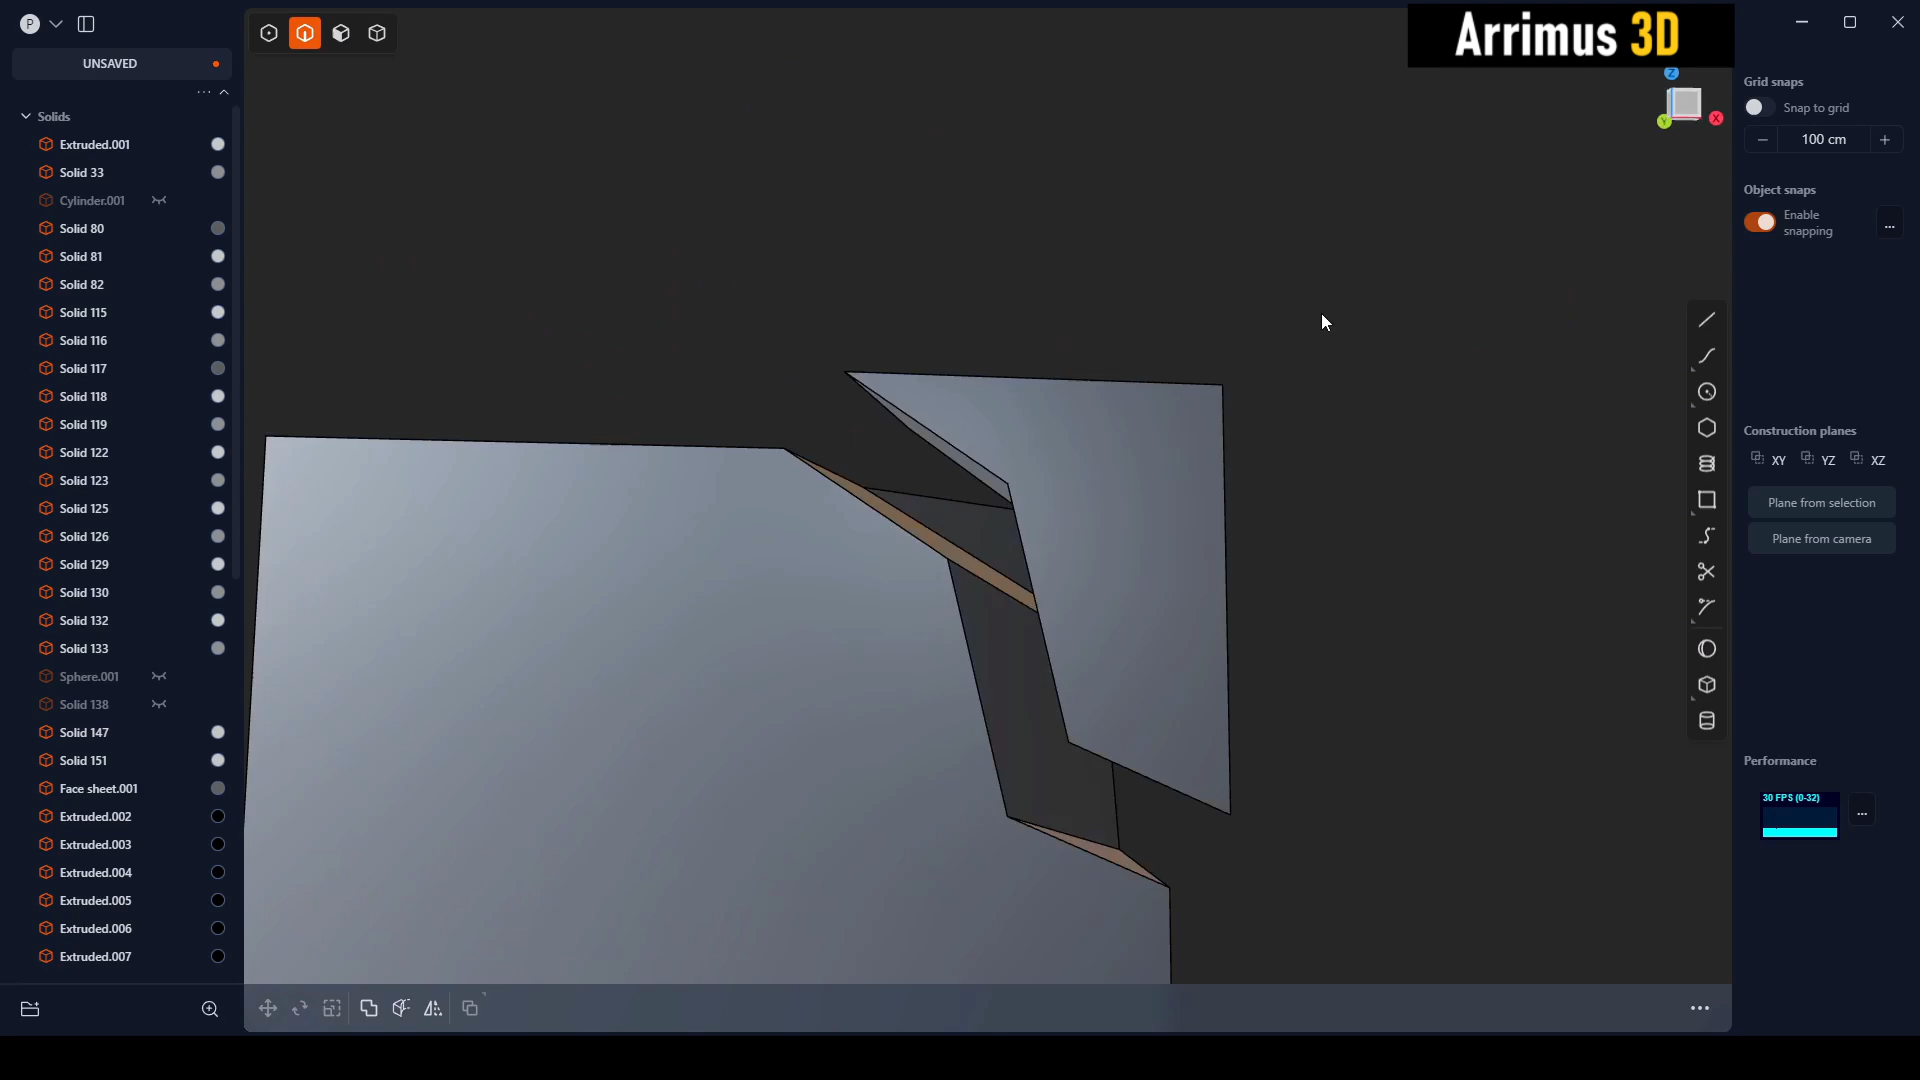 P
UNSAVED
Solids
Extruded.001
Solid 33
Cylinder.001
Solid 80
Solid 81
Solid 82
Solid 115
Solid 116
Solid 117
Solid 118
Solid 119
Solid 122
Solid 123
Solid 125
Solid 126
Solid 129
Solid 130
Solid 132
Solid 133
Sphere.001
Solid 138
Solid 147
Solid 151
Face sheet.001
Extruded.002
Extruded.003
Extruded.004
Extruded.005
Extruded.006
Extruded.007
Arrimus 3D
Z
X
Y
Grid snaps
Snap to grid
100 cm
Object snaps
Enable
snapping
Construction planes
XY YZ XZ
Plane from selection
Plane from camera
Performance
30 FPS (0-32)